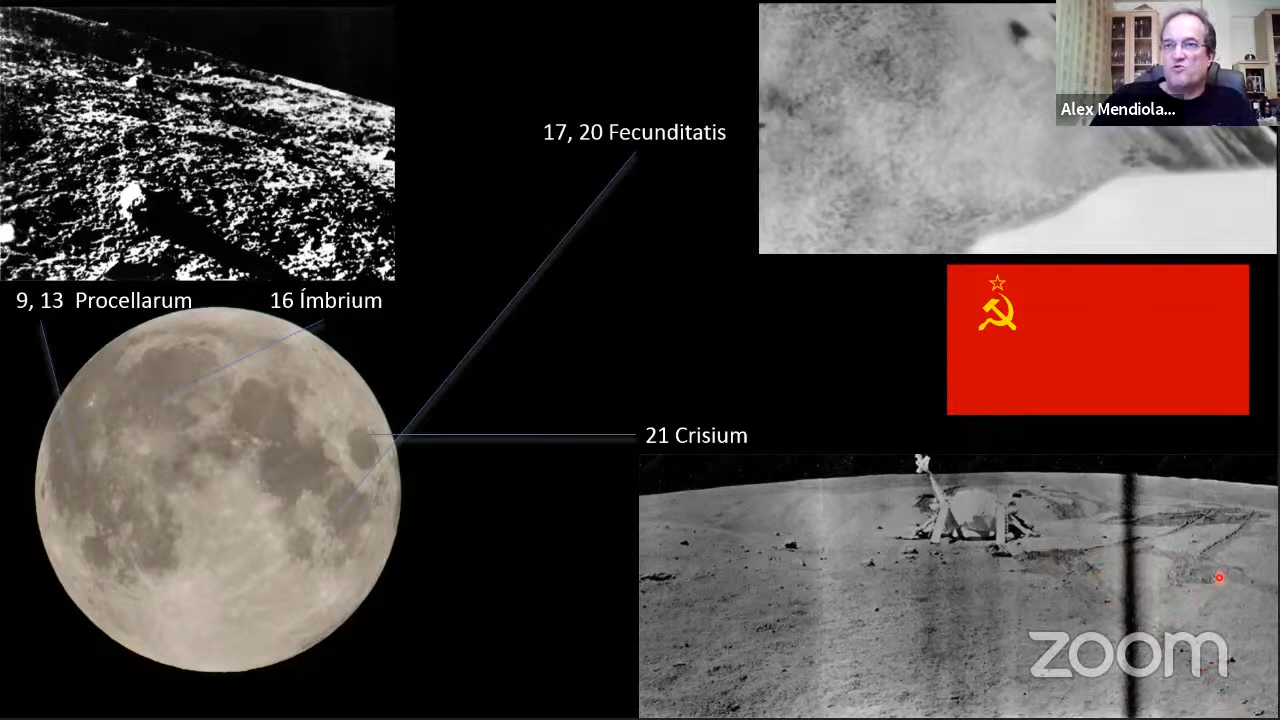 Alex Mendiola...
17, 20 Fecunditatis
9, 13 Procellarum
16 Ímbrium
21 Crisium
zoom